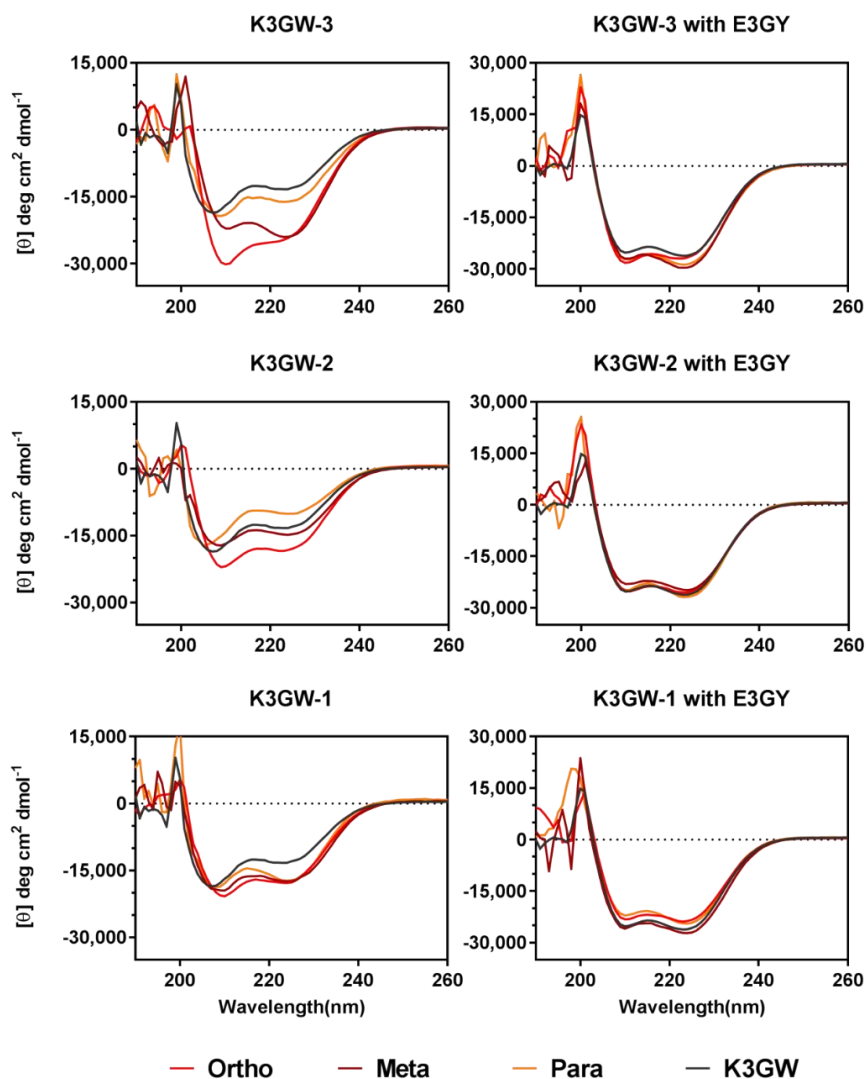 K3GW-3
K3GW-3 with E3GY
[θ] deg cm² dmol⁻¹
15,000
0
-15,000
-30,000
200 220 240 260
30,000
15,000
0
-15,000
-30,000
200 220 240 260
K3GW-2
K3GW-2 with E3GY
[θ] deg cm² dmol⁻¹
15,000
0
-15,000
-30,000
200 220 240 260
30,000
15,000
0
-15,000
-30,000
200 220 240 260
K3GW-1
K3GW-1 with E3GY
[θ] deg cm² dmol⁻¹
15,000
0
-15,000
-30,000
200 220 240 260
Wavelength(nm)
30,000
15,000
0
-15,000
-30,000
200 220 240 260
Wavelength(nm)
Ortho Meta Para K3GW